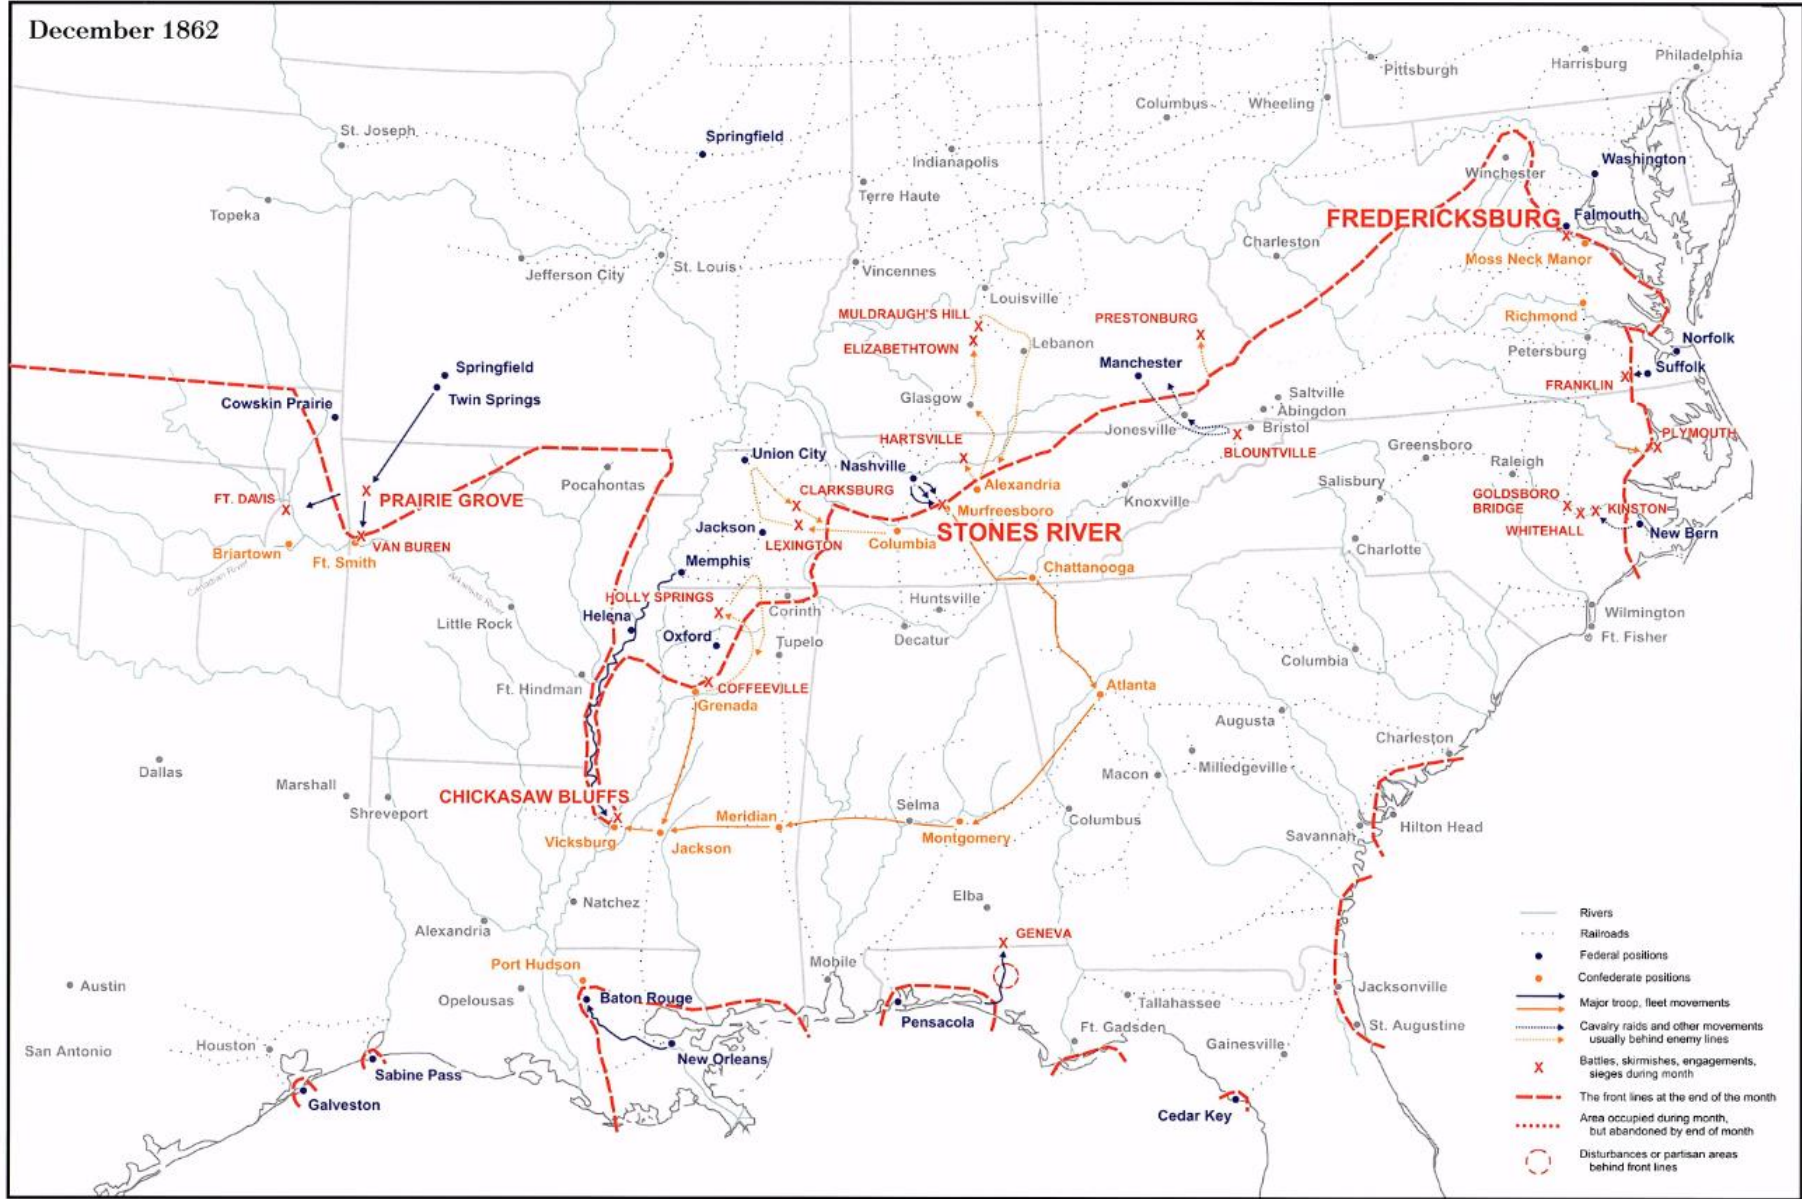 December 1862
Philadelphia
Harrisburg
Pittsburgh
Columbus
Wheeling
St. Joseph
Springfield
Indianapolis
Washington
Winchester
Terre Haute
Topeka
FREDERICKSBURG
Falmouth
Charleston
Moss Neck Manor
Jefferson City
St. Louis
Vincennes
Louisville
MULDRAUGH'S HILL
PRESTONBURG
Richmond
ELIZABETHTOWN
Lebanon
Petersburg
Norfolk
Springfield
Manchester
Suffolk
FRANKLIN
Cowskin Prairie
Twin Springs
Glasgow
Saltville
Abingdon
Jonesville
Bristol
HARTSVILLE
PLYMOUTH
Union City
Nashville
BLOUNTVILLE
Greensboro
Raleigh
Pocahontas
CLARKSBURG
Alexandria
Knoxville
Salisbury
GOLDSBORO
BRIDGE
KINSTON
FT. DAVIS
PRAIRIE GROVE
Murfreesboro
WHITEHALL
New Bern
Jackson
LEXINGTON
Columbia
STONES RIVER
VAN BUREN
Briartown
Ft. Smith
Charlotte
Memphis
Chattanooga
Canadian River
Arkansas River
HOLLY SPRINGS
Corinth
Huntsville
Wilmington
Little Rock
Helena
Oxford
Tupelo
Decatur
Ft. Fisher
Columbia
Ft. Hindman
COFFEEVILLE
Grenada
Atlanta
Augusta
Charleston
Dallas
Marshall
Macon
Milledgeville
CHICKASAW BLUFFS
Shreveport
Meridian
Selma
Columbus
Hilton Head
Vicksburg
Jackson
Montgomery
Savannah
Natchez
Elba
Alexandria
GENEVA
Port Hudson
Mobile
Austin
Opelousas
Baton Rouge
Pensacola
Tallahassee
Jacksonville
Ft. Gadsden
St. Augustine
San Antonio
Houston
New Orleans
Gainesville
Sabine Pass
Galveston
Cedar Key
Rivers
Railroads
Federal positions
Confederate positions
Major troop, fleet movements
Cavalry raids and other movements
usually behind enemy lines
Battles, skirmishes, engagements,
sieges during month
The front lines at the end of the month
Area occupied during month,
but abandoned by end of month
Disturbances or partisan areas
behind front lines